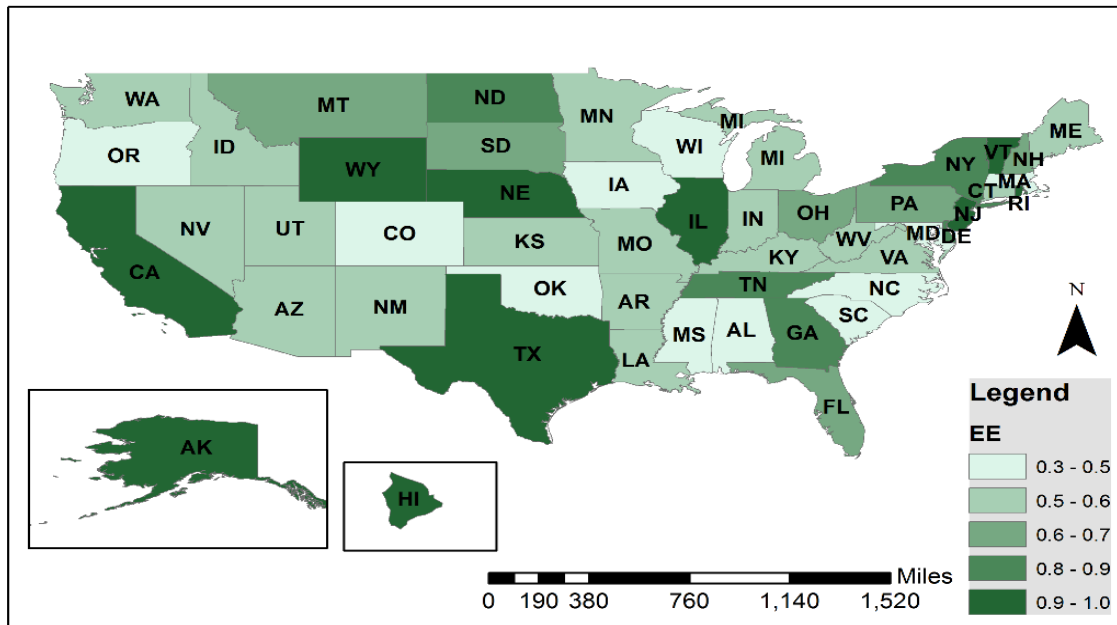 WA
MT
ND
MN
MI
ME
OR
ID
SD
WI
MI
NY
VT
NH
WY
IA
MA
CT
RI
NE
IL
IN
OH
PA
NJ
NV
UT
CO
KS
MO
WV
MD
DE
KY
VA
CA
AZ
NM
OK
AR
TN
NC
SC
TX
MS
AL
GA
LA
FL
AK
HI
N
Legend
EE
0.3 - 0.5
0.5 - 0.6
0.6 - 0.7
0.8 - 0.9
0.9 - 1.0
Miles
0 190 380 760 1,140 1,520